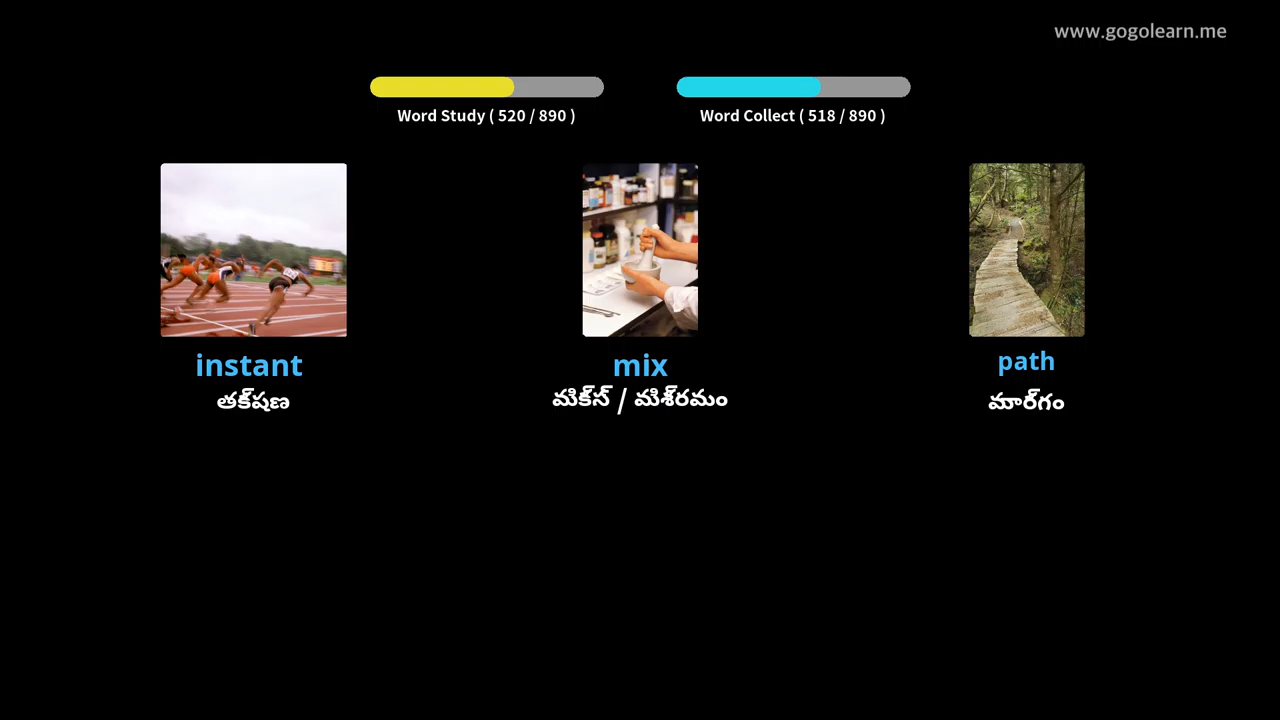 www.gogolearn.me
Word Study ( 520 / 890 )
Word Collect ( 518 / 890 )
instant
తక్‌షణ
mix
మిక్‌స్ / మిశ్‌రమం
path
మార్‌గం